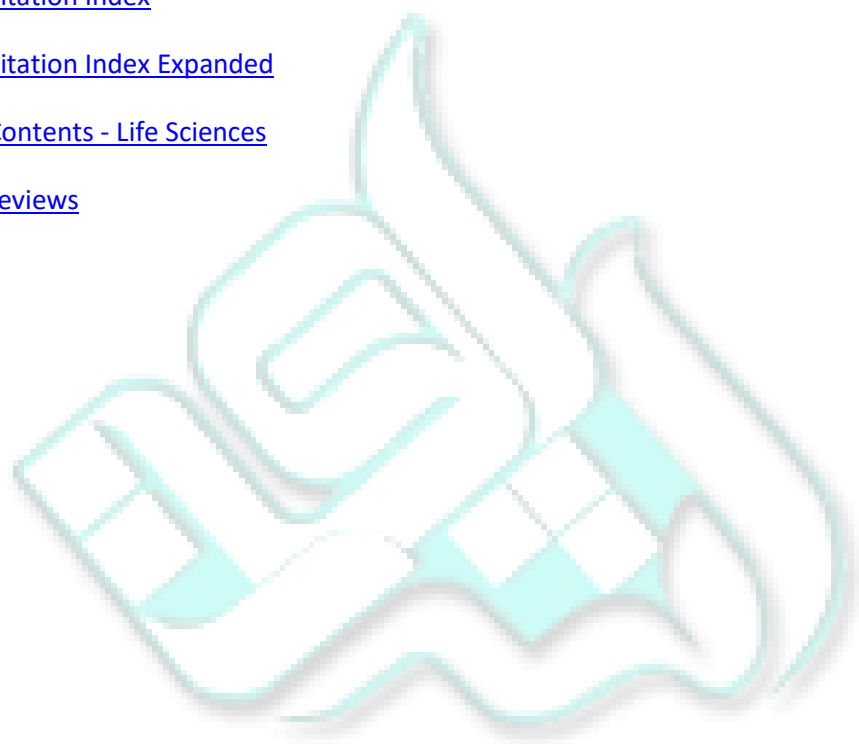 itation Index
itation Index Expanded
Contents - Life Sciences
eviews